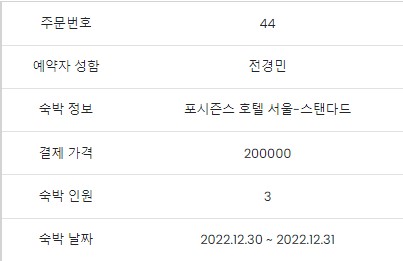 주문번호 44
예약자 성함 전경민
숙박 정보 포시즌스 호텔 서울-스탠다드
결제 가격 200000
숙박 인원 3
숙박 날짜 2022.12.30 ~ 2022.12.31